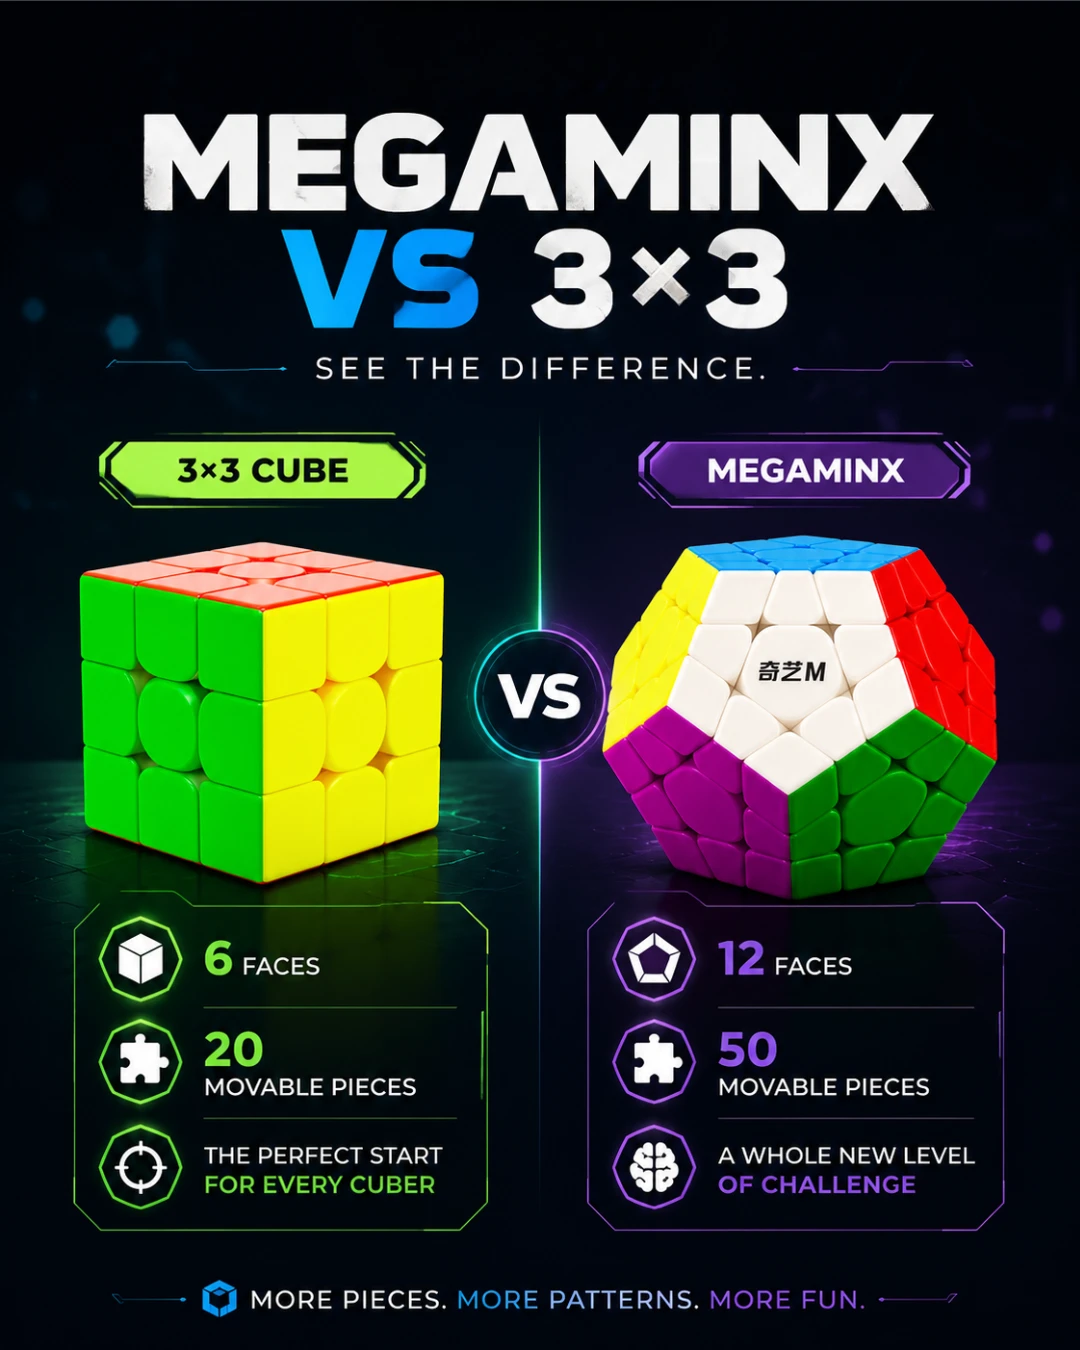 MEGAMINX
VS 3×3
SEE THE DIFFERENCE.
3×3 CUBE
MEGAMINX
VS
奇艺M
6 FACES
20
MOVABLE PIECES
THE PERFECT START
FOR EVERY CUBER
12 FACES
50
MOVABLE PIECES
A WHOLE NEW LEVEL
OF CHALLENGE
MORE PIECES. MORE PATTERNS. MORE FUN.